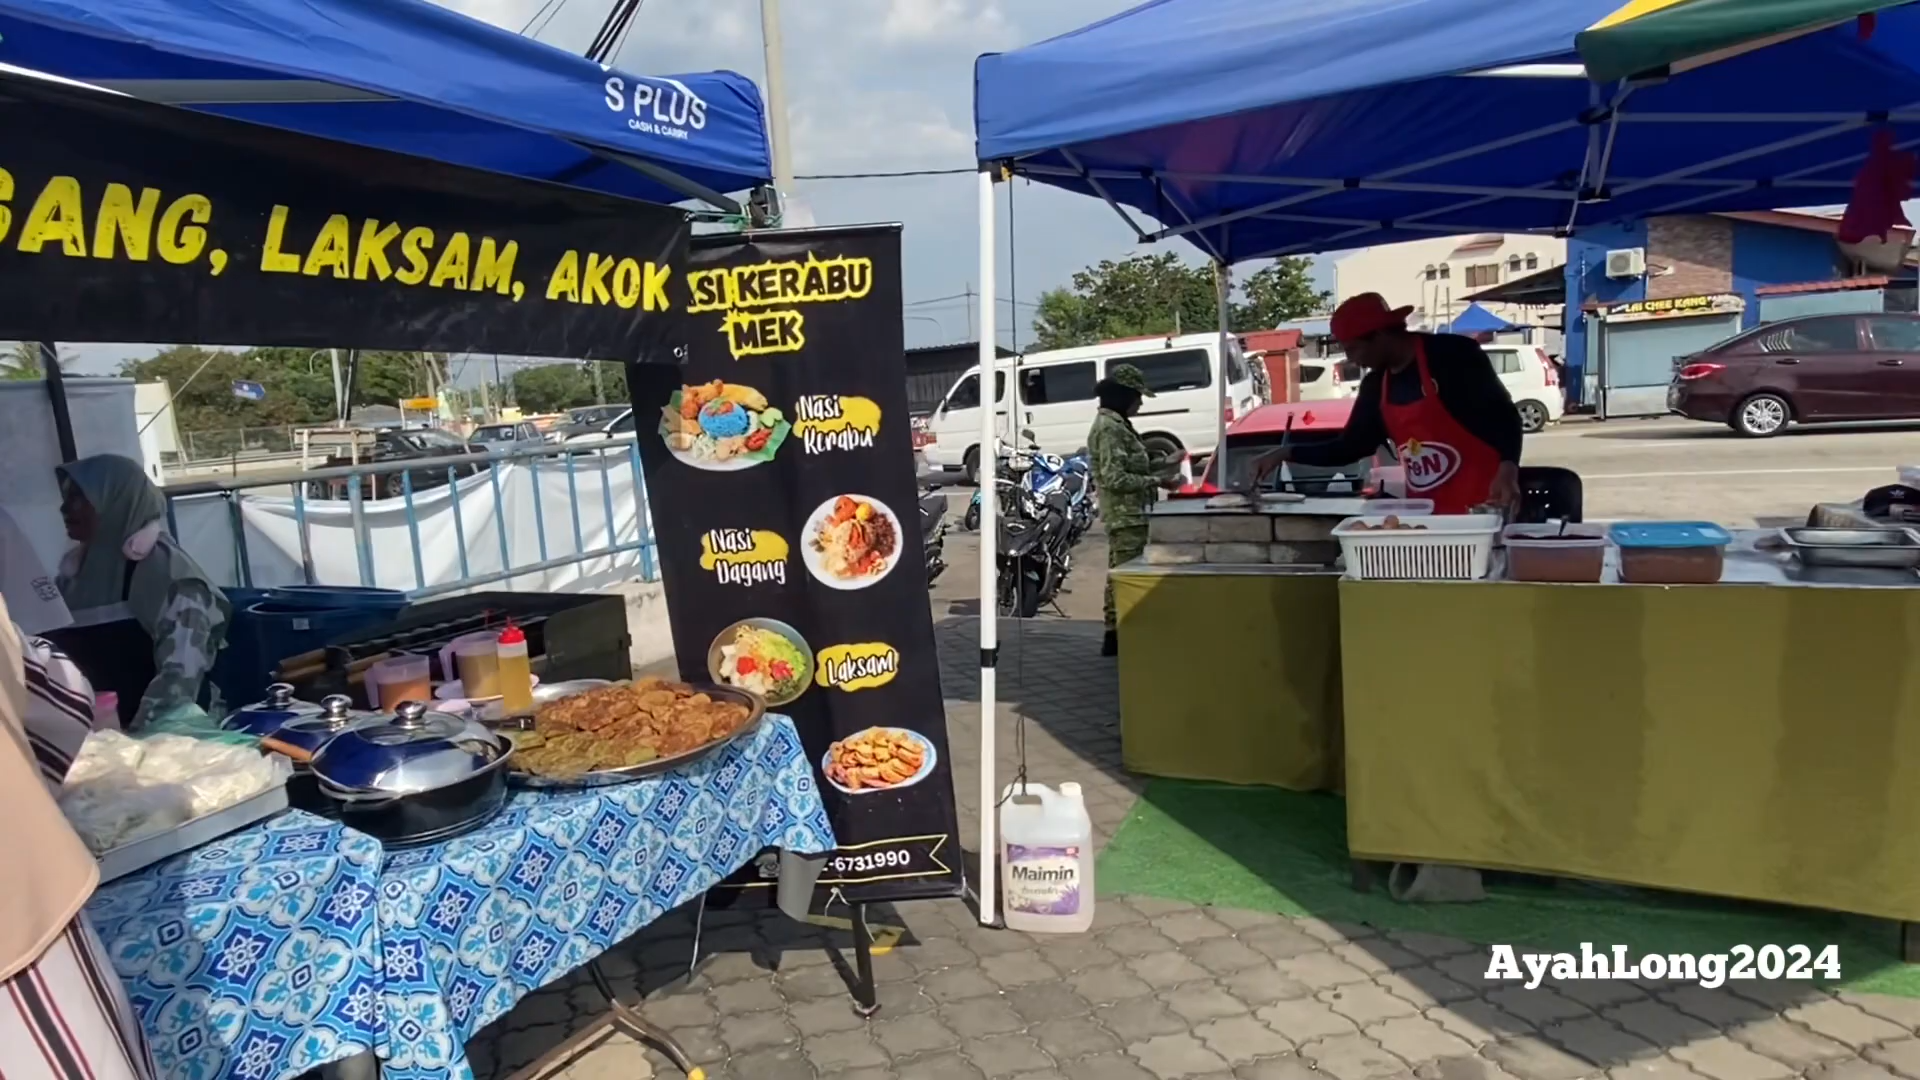 S PLUS
CASH & CARRY
GANG, LAKSAM, AKOK
SI KERABU
MEK
Nasi
Kerabu
Nasi
Dagang
Laksam
-6731990
Maimin
F&N
LAI CHEE KANG
AyahLong2024